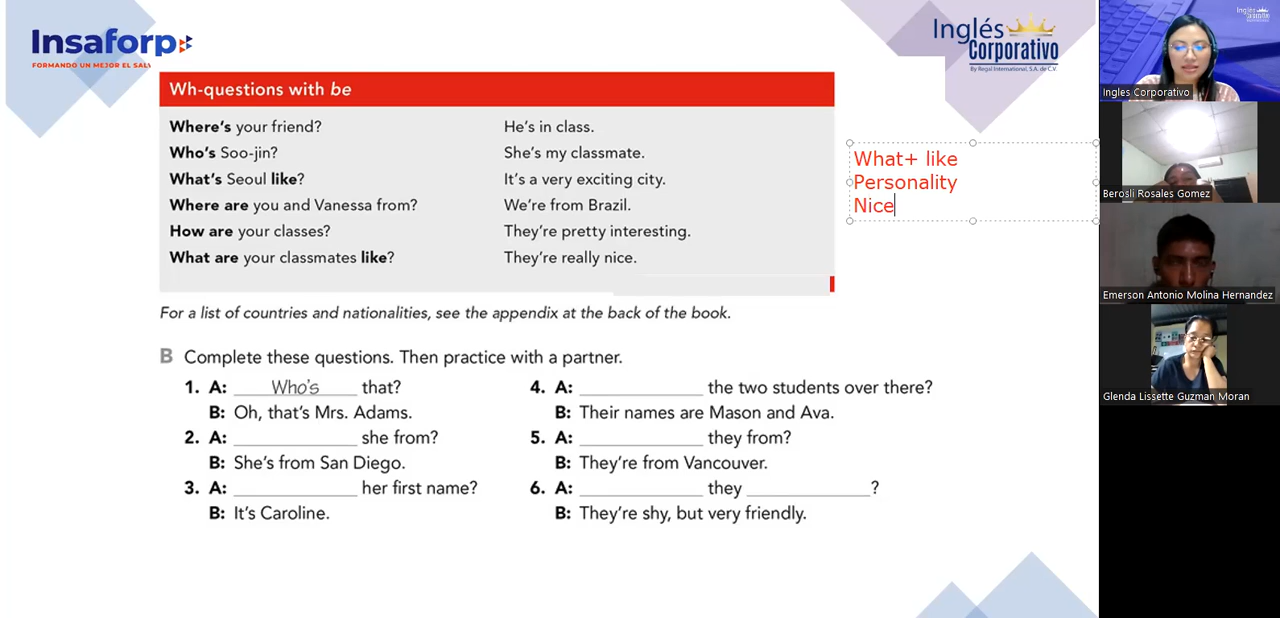 Insaforp
FORMANDO UN MEJOR EL SAL
Inglés
Corporativo
By Regal International, S.A. de C.V.
Wh-questions with be
Where's your friend? He's in class.
Who's Soo-jin? She's my classmate.
What's Seoul like? It's a very exciting city.
Where are you and Vanessa from? We're from Brazil.
How are your classes? They're pretty interesting.
What are your classmates like? They're really nice.
What+ like
Personality
Nice
For a list of countries and nationalities, see the appendix at the back of the book.
B Complete these questions. Then practice with a partner.
1. A: Who's that?
B: Oh, that's Mrs. Adams.
2. A: ____________ she from?
B: She's from San Diego.
3. A: ____________ her first name?
B: It's Caroline.
4. A: ____________ the two students over there?
B: Their names are Mason and Ava.
5. A: ____________ they from?
B: They're from Vancouver.
6. A: ____________ they ____________?
B: They're shy, but very friendly.
Inglés
Ingles Corporativo
Berosli Rosales Gomez
Emerson Antonio Molina Hernandez
Glenda Lissette Guzman Moran